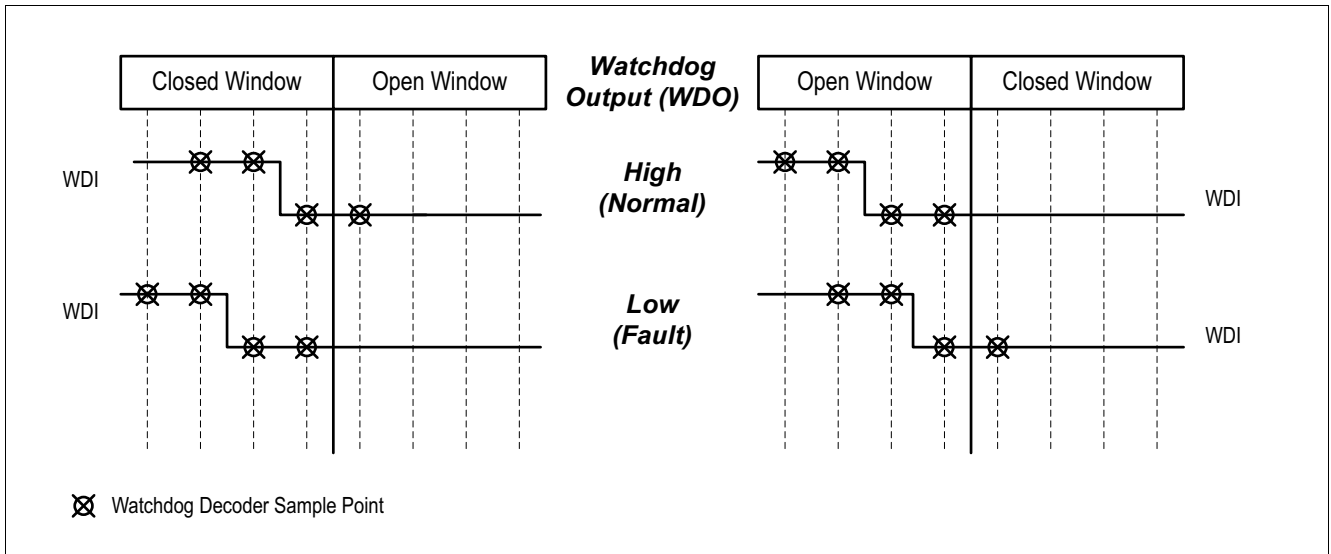 Closed Window
Open Window
Watchdog
Output (WDO)
Open Window
Closed Window
WDI
High
(Normal)
WDI
WDI
Low
(Fault)
WDI
Watchdog Decoder Sample Point